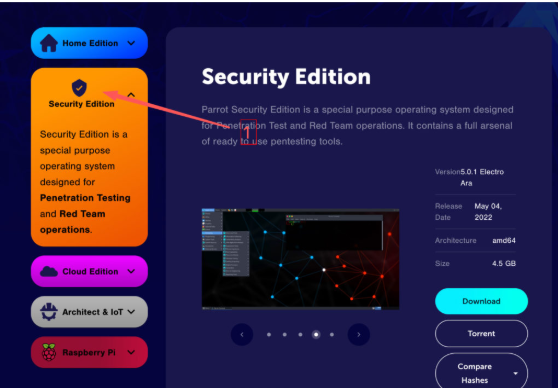 Home Edition
Security Edition
Security Edition is a
special purpose
operating system
designed for
Penetration Testing
and Red Team
operations.
Cloud Edition
Architect & IoT
Raspberry Pi
Security Edition
Parrot Security Edition is a special purpose operating system designed
for Penetration Test and Red Team operations. It contains a full arsenal
of ready to use pentesting tools.
1
Version 5.0.1 Electro
Ara
Release May 04,
Date 2022
Architecture amd64
Size 4.5 GB
Download
Torrent
Compare
Hashes